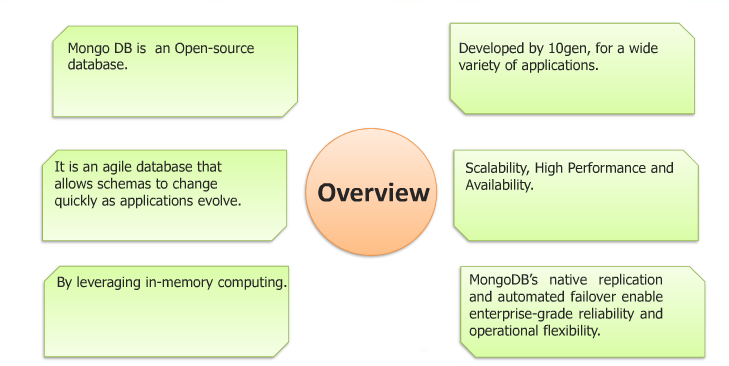 Mongo DB is  an Open-source
database.
Developed by 10gen, for a wide
variety of applications.
It is an agile database that
allows schemas to change
quickly as applications evolve.
Overview
Scalability, High Performance and
Availability.
By leveraging in-memory computing.
MongoDB’s native replication
and automated failover enable
enterprise-grade reliability and
operational flexibility.